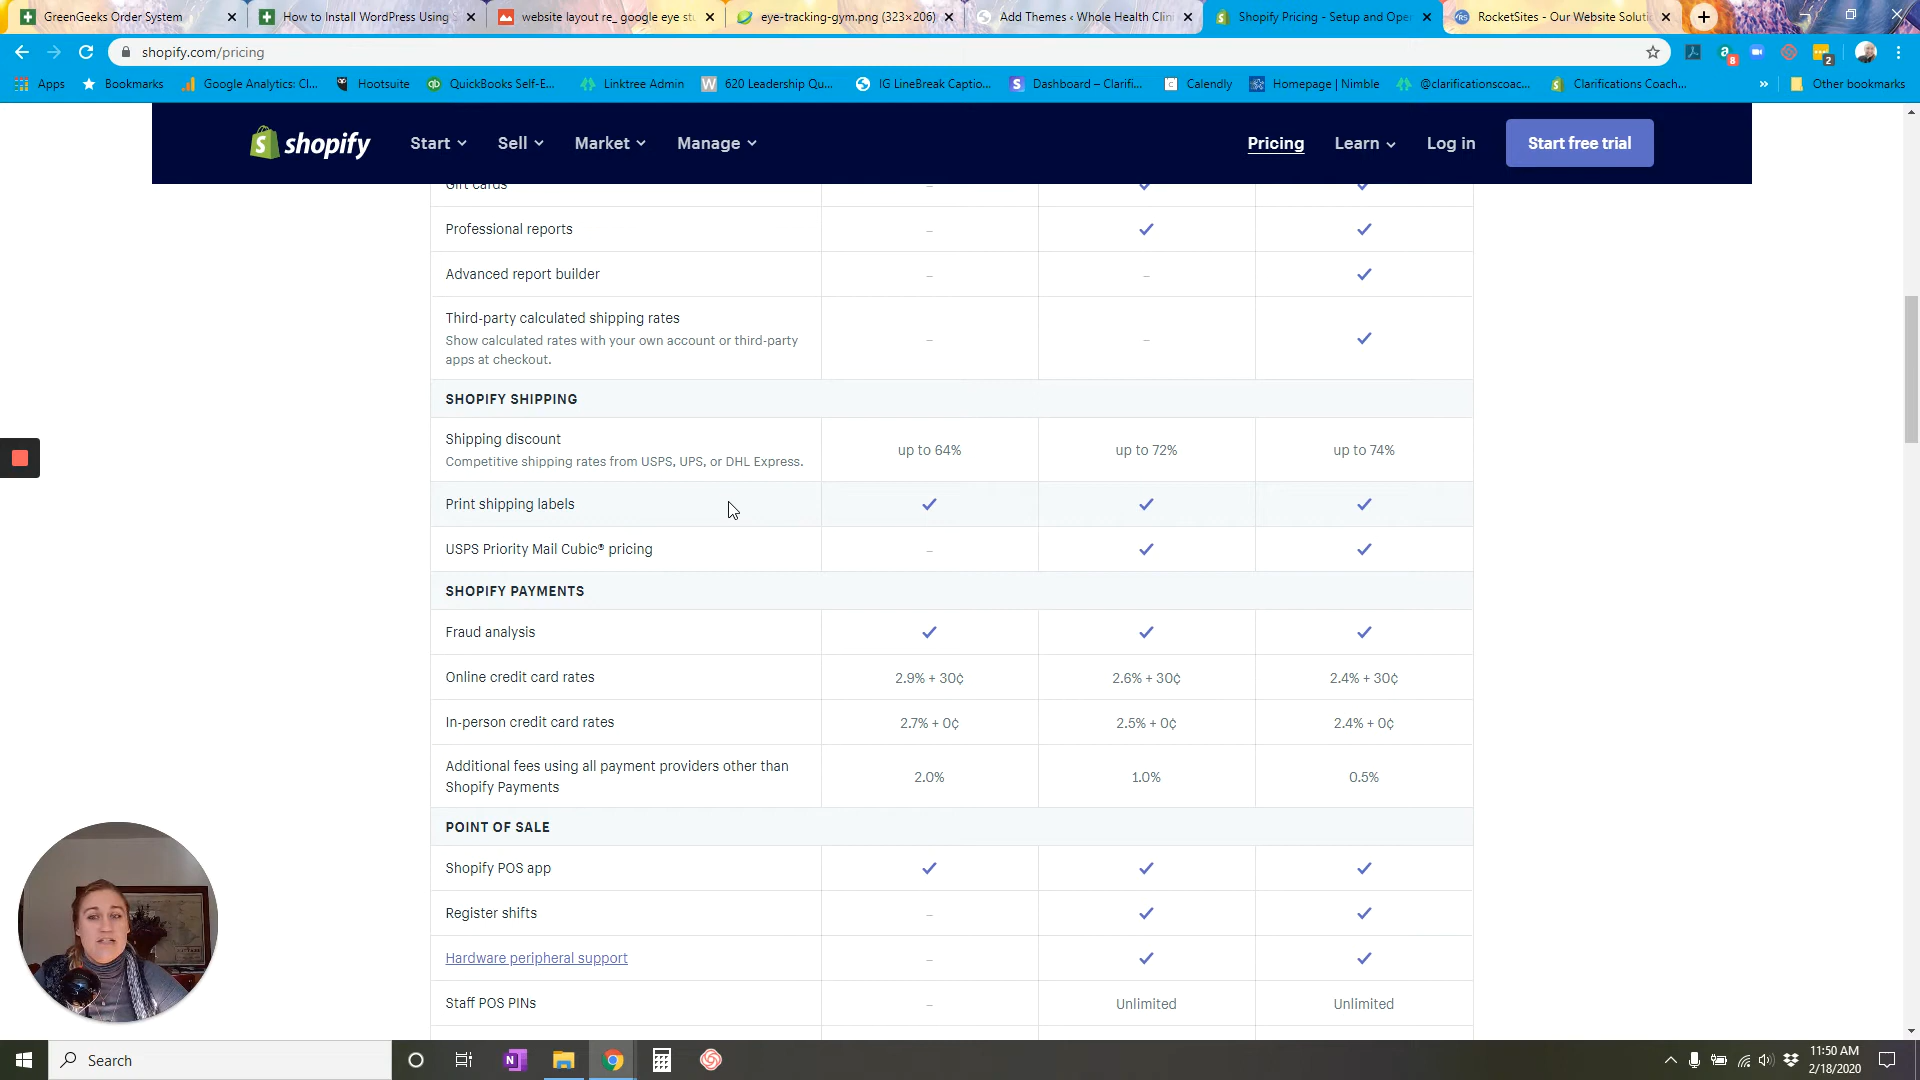 GreenGeeks Order System
How to Install WordPress Using
website layout re_ google eye stu
eye-tracking-gym.png (323×206)
Add Themes ‹ Whole Health Clini
Shopify Pricing - Setup and Oper
RocketSites - Our Website Soluti
shopify.com/pricing
8
2
Apps
Bookmarks
Google Analytics: Cl...
Hootsuite
QuickBooks Self-E...
Linktree Admin
620 Leadership Qu...
IG LineBreak Captio...
Dashboard – Clarifi...
Calendly
Homepage | Nimble
@clarificationscoac...
Clarifications Coach...
»
Other bookmarks
shopify
Start
Sell
Market
Manage
Pricing
Learn
Log in
Start free trial
Gift cards – ✓ ✓
Professional reports – ✓ ✓
Advanced report builder – – ✓
Third-party calculated shipping rates
Show calculated rates with your own account or third-party
apps at checkout.
– – ✓
SHOPIFY SHIPPING
Shipping discount
Competitive shipping rates from USPS, UPS, or DHL Express.
up to 64% up to 72% up to 74%
Print shipping labels ✓ ✓ ✓
USPS Priority Mail Cubic® pricing – ✓ ✓
SHOPIFY PAYMENTS
Fraud analysis ✓ ✓ ✓
Online credit card rates 2.9% + 30¢ 2.6% + 30¢ 2.4% + 30¢
In-person credit card rates 2.7% + 0¢ 2.5% + 0¢ 2.4% + 0¢
Additional fees using all payment providers other than
Shopify Payments
2.0% 1.0% 0.5%
POINT OF SALE
Shopify POS app ✓ ✓ ✓
Register shifts – ✓ ✓
Hardware peripheral support – ✓ ✓
Staff POS PINs – Unlimited Unlimited
Search
11:50 AM
2/18/2020